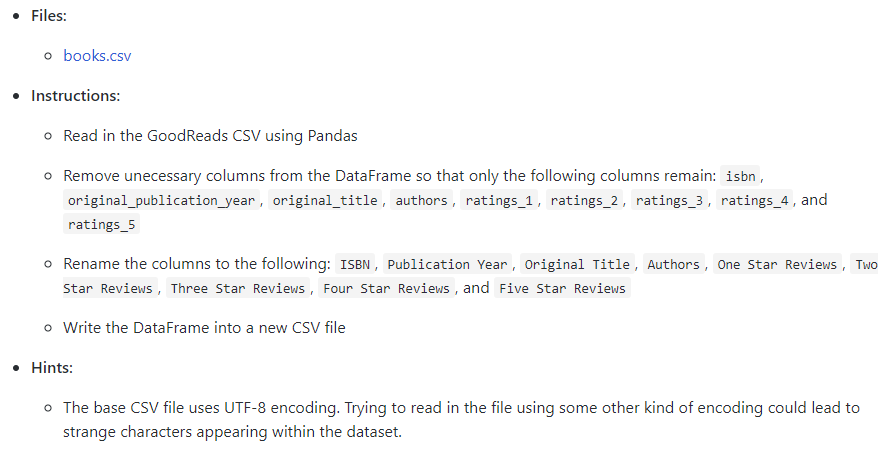 Files:
books.csv
Instructions:
Read in the GoodReads CSV using Pandas
Remove unecessary columns from the DataFrame so that only the following columns remain: isbn,
original_publication_year, original_title, authors, ratings_1, ratings_2, ratings_3, ratings_4, and
ratings_5
Rename the columns to the following: ISBN, Publication Year, Original Title, Authors, One Star Reviews, Two
Star Reviews, Three Star Reviews, Four Star Reviews, and Five Star Reviews
Write the DataFrame into a new CSV file
Hints:
The base CSV file uses UTF-8 encoding. Trying to read in the file using some other kind of encoding could lead to
strange characters appearing within the dataset.